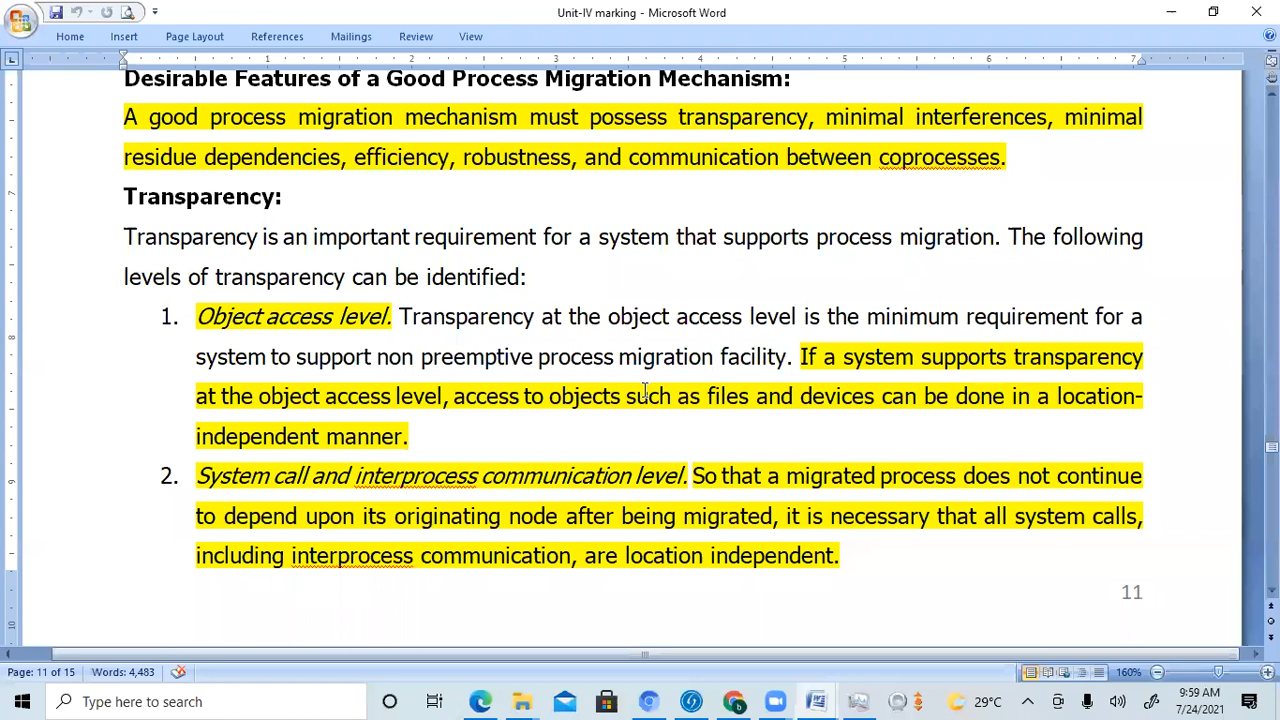 Unit-IV marking - Microsoft Word
Home Insert Page Layout References Mailings Review View
1 2 3 4 5 6 7
Desirable Features of a Good Process Migration Mechanism:
A good process migration mechanism must possess transparency, minimal interferences, minimal
residue dependencies, efficiency, robustness, and communication between coprocesses.
Transparency:
Transparency is an important requirement for a system that supports process migration. The following
levels of transparency can be identified:
1. Object access level. Transparency at the object access level is the minimum requirement for a
system to support non preemptive process migration facility. If a system supports transparency
at the object access level, access to objects such as files and devices can be done in a location-
independent manner.
2. System call and interprocess communication level. So that a migrated process does not continue
to depend upon its originating node after being migrated, it is necessary that all system calls,
including interprocess communication, are location independent.
11
Page: 11 of 15 Words: 4,483 160%
Type here to search 29°C 9:59 AM
7/24/2021